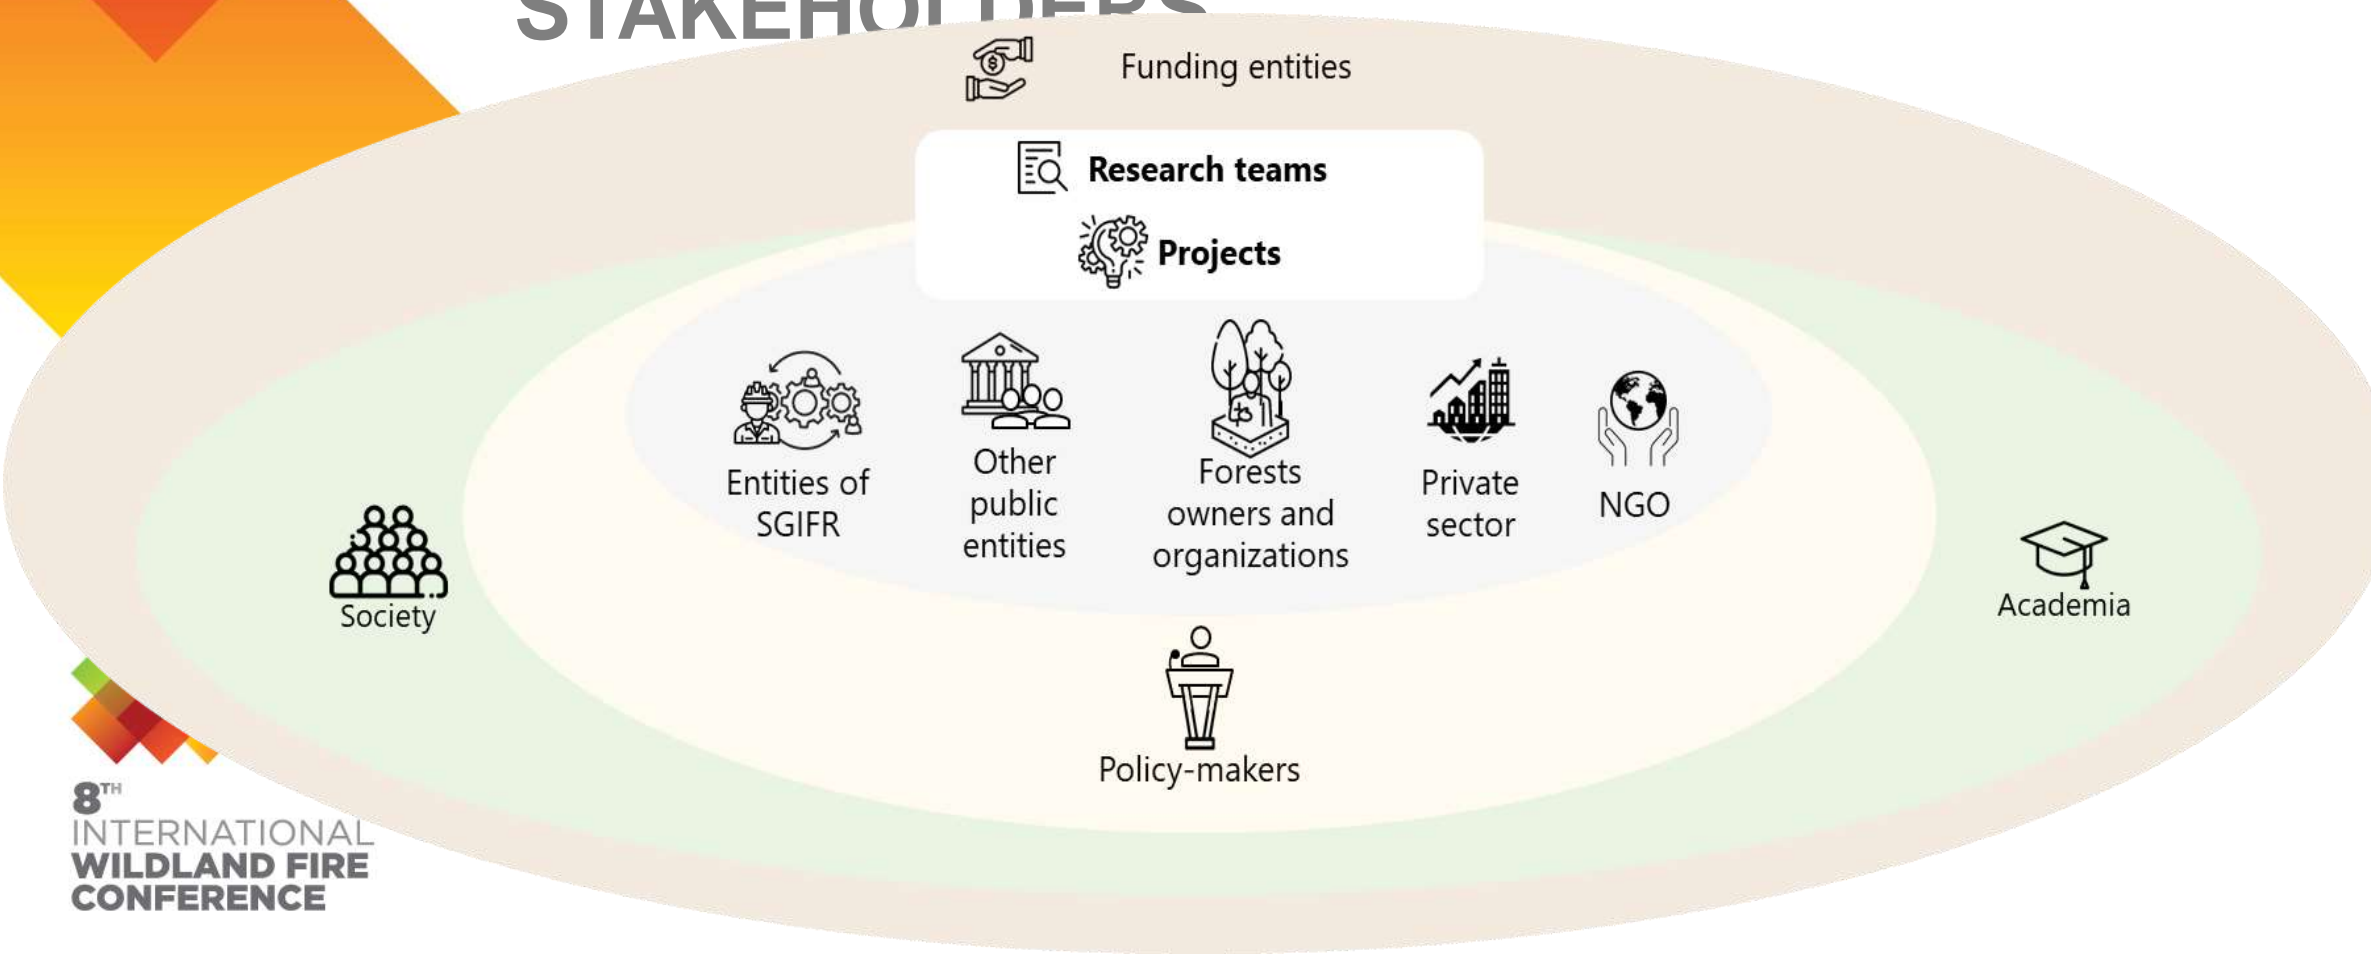 STAKEHOLDERS
Funding entities
Research teams
Projects
Entities of
SGIFR
Other
public
entities
Forests
owners and
organizations
Private
sector
NGO
Society
Academia
Policy-makers
8TH
INTERNATIONAL
WILDLAND FIRE
CONFERENCE